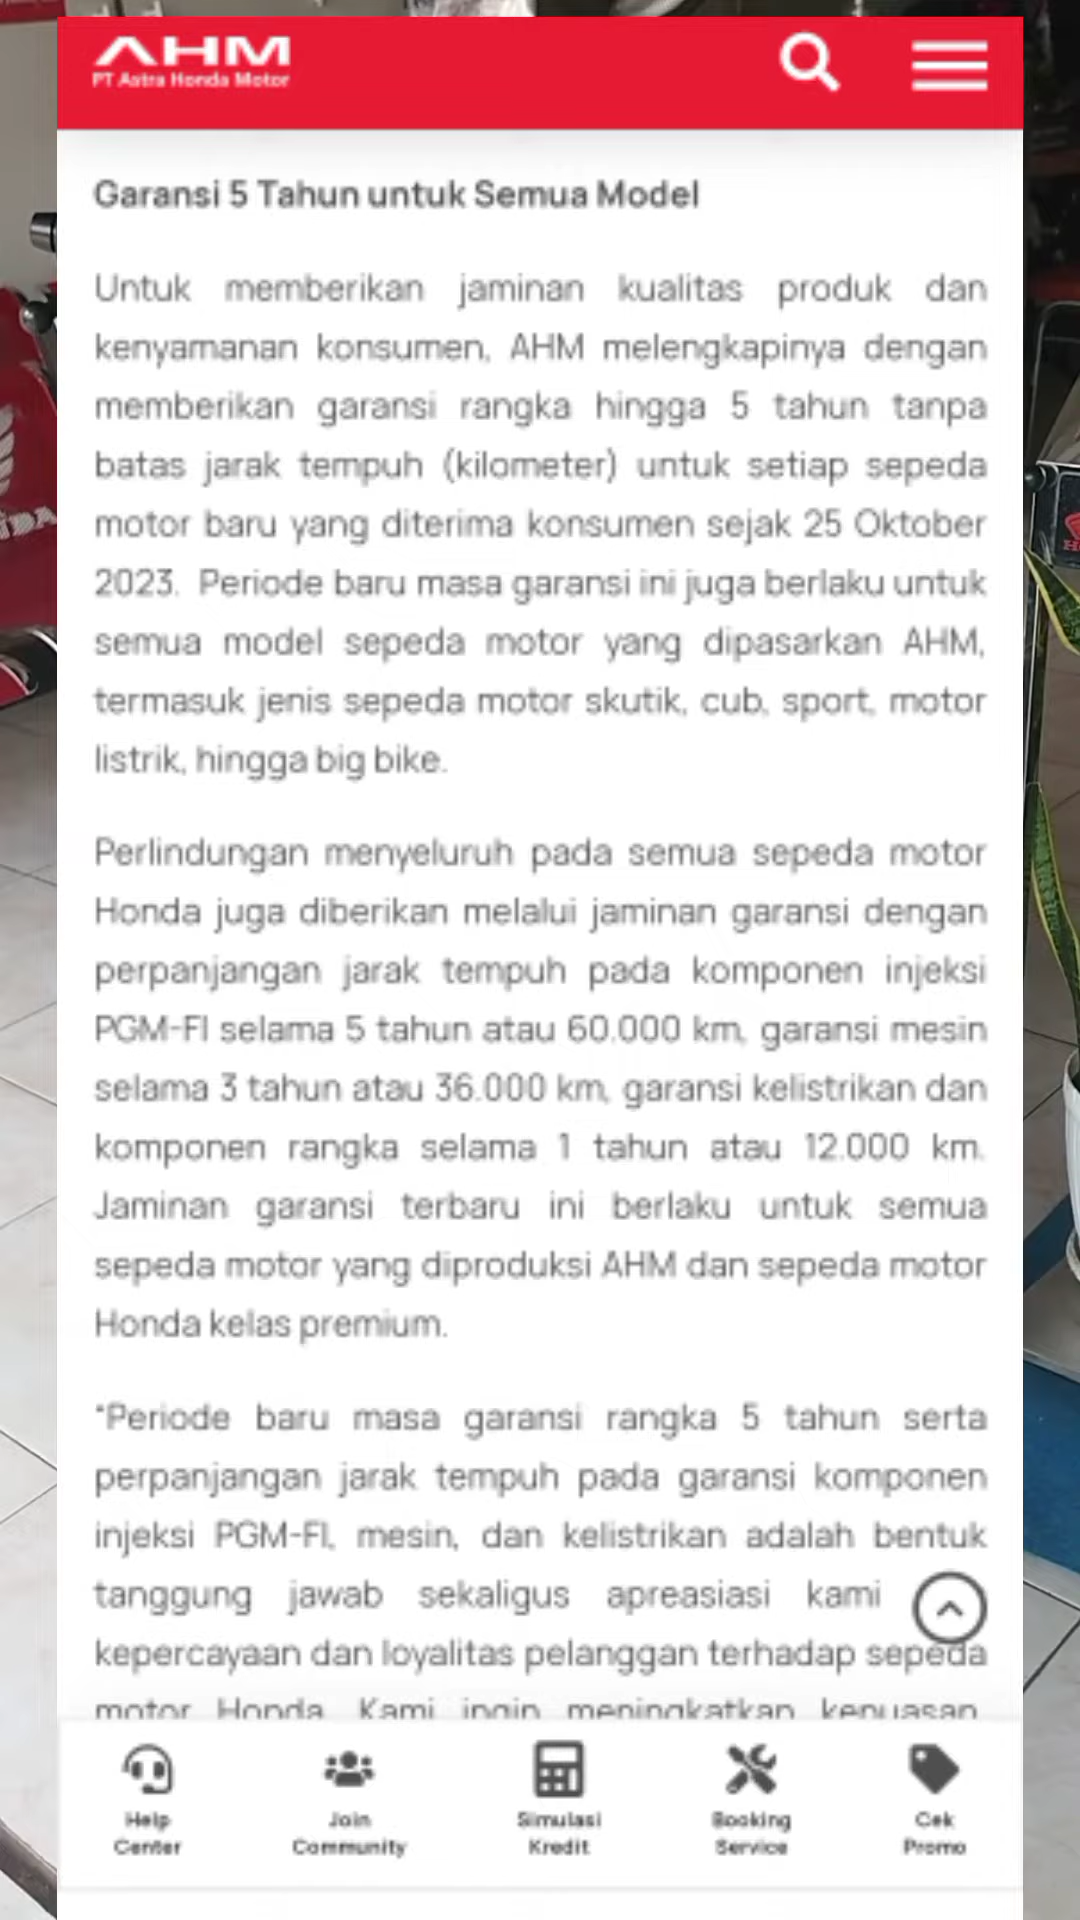 AHM
PT Astra Honda Motor
Garansi 5 Tahun untuk Semua Model
Untuk memberikan jaminan kualitas produk dan
kenyamanan konsumen, AHM melengkapinya dengan
memberikan garansi rangka hingga 5 tahun tanpa
batas jarak tempuh (kilometer) untuk setiap sepeda
motor baru yang diterima konsumen sejak 25 Oktober
2023. Periode baru masa garansi ini juga berlaku untuk
semua model sepeda motor yang dipasarkan AHM,
termasuk jenis sepeda motor skutik, cub, sport, motor
listrik, hingga big bike.
Perlindungan menyeluruh pada semua sepeda motor
Honda juga diberikan melalui jaminan garansi dengan
perpanjangan jarak tempuh pada komponen injeksi
PGM-FI selama 5 tahun atau 60.000 km, garansi mesin
selama 3 tahun atau 36.000 km, garansi kelistrikan dan
komponen rangka selama 1 tahun atau 12.000 km.
Jaminan garansi terbaru ini berlaku untuk semua
sepeda motor yang diproduksi AHM dan sepeda motor
Honda kelas premium.
"Periode baru masa garansi rangka 5 tahun serta
perpanjangan jarak tempuh pada garansi komponen
injeksi PGM-FI, mesin, dan kelistrikan adalah bentuk
tanggung jawab sekaligus apreasiasi kami
kepercayaan dan loyalitas pelanggan terhadap sepeda
motor Honda. Kami ingin meningkatkan kepuasan,
Help Center
Join Community
Simulasi Kredit
Booking Service
Cek Promo